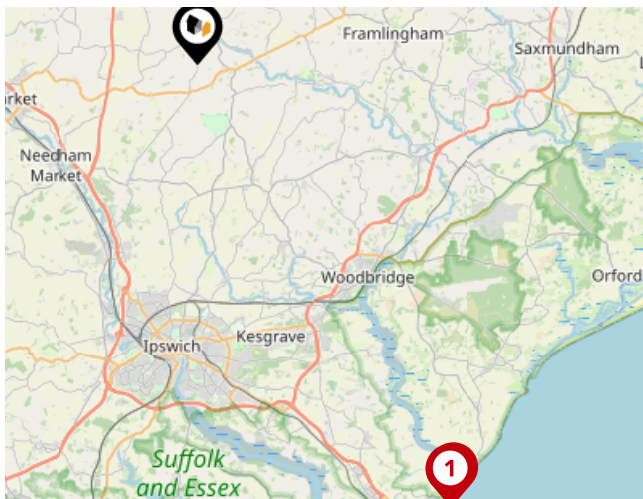 Framlingham
Saxmundham
arket
Needham
Market
Woodbridge
Orford
Kesgrave
Ipswich
Suffolk
and Essex
1